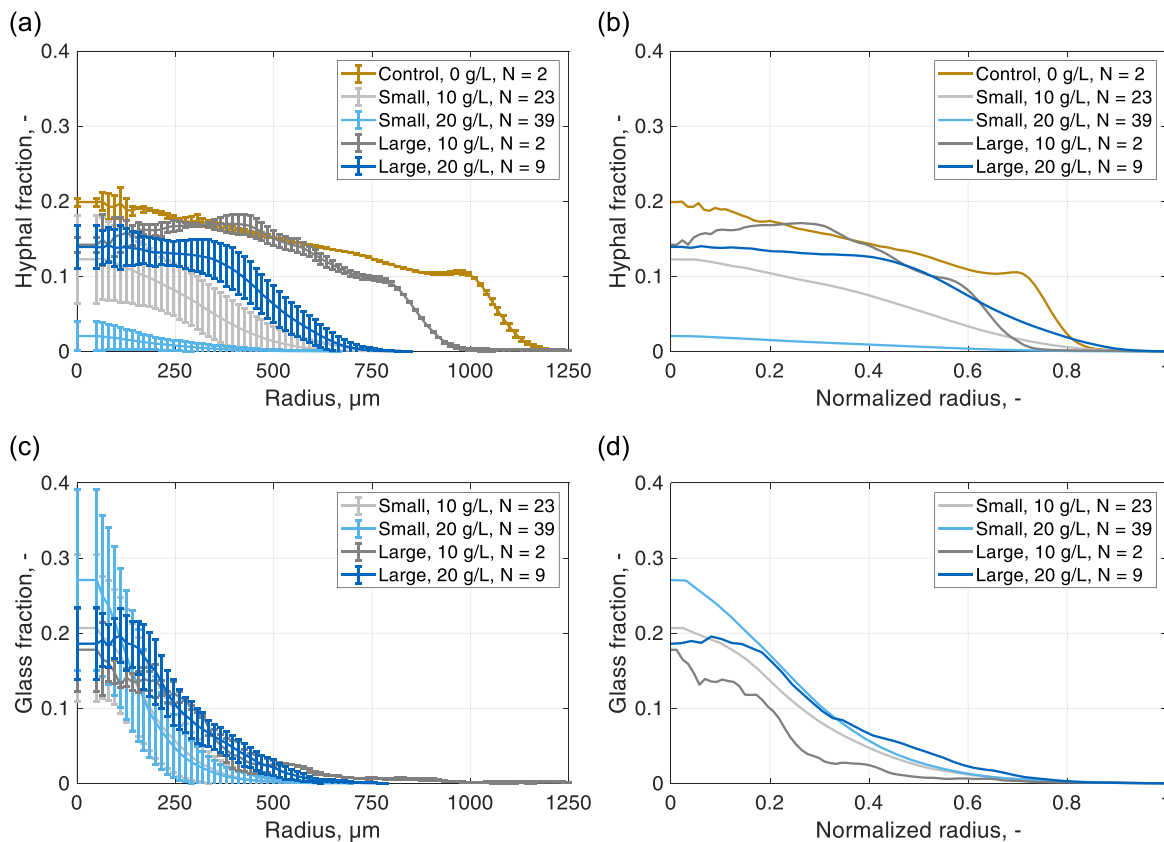 (a)
0.4
0.3
0.2
0.1
0
Hyphal fraction, -
Control, 0 g/L, N = 2
Small, 10 g/L, N = 23
Small, 20 g/L, N = 39
Large, 10 g/L, N = 2
Large, 20 g/L, N = 9
0 250 500 750 1000 1250
Radius, µm
(b)
0.4
0.3
0.2
0.1
0
Hyphal fraction, -
Control, 0 g/L, N = 2
Small, 10 g/L, N = 23
Small, 20 g/L, N = 39
Large, 10 g/L, N = 2
Large, 20 g/L, N = 9
0 0.2 0.4 0.6 0.8
Normalized radius, -
(c)
0.4
0.3
0.2
0.1
0
Glass fraction, -
Small, 10 g/L, N = 23
Small, 20 g/L, N = 39
Large, 10 g/L, N = 2
Large, 20 g/L, N = 9
0 250 500 750 1000 1250
Radius, µm
(d)
0.4
0.3
0.2
0.1
0
Glass fraction, -
Small, 10 g/L, N = 23
Small, 20 g/L, N = 39
Large, 10 g/L, N = 2
Large, 20 g/L, N = 9
0 0.2 0.4 0.6 0.8
Normalized radius, -